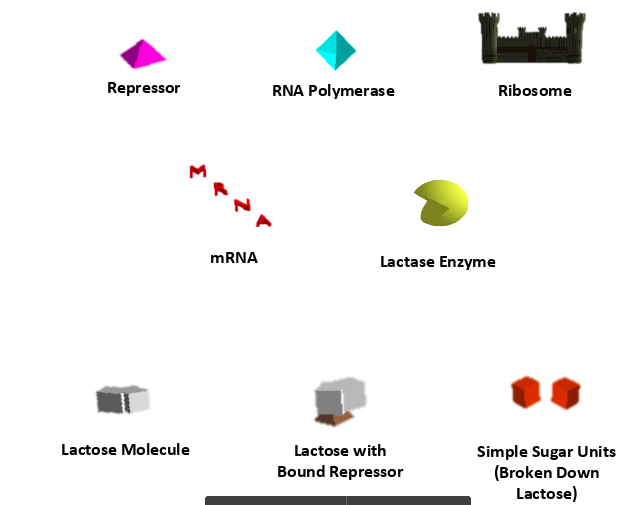 Repressor
RNA Polymerase
Ribosome
MRNA
mRNA
Lactase Enzyme
Lactose Molecule
Lactose with
Bound Repressor
Simple Sugar Units
(Broken Down
Lactose)